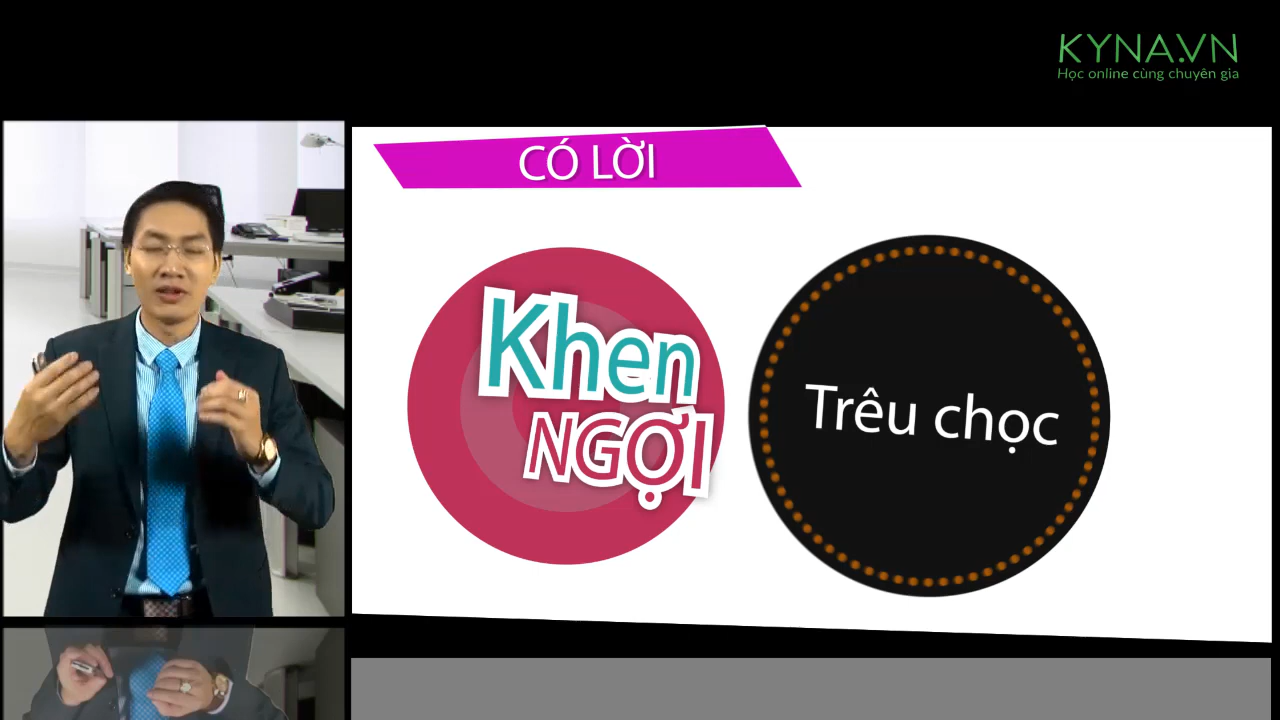 KYNA.VN
Học online cùng chuyên gia
CÓ LỜI
Khen
NGỢI
Trêu chọc